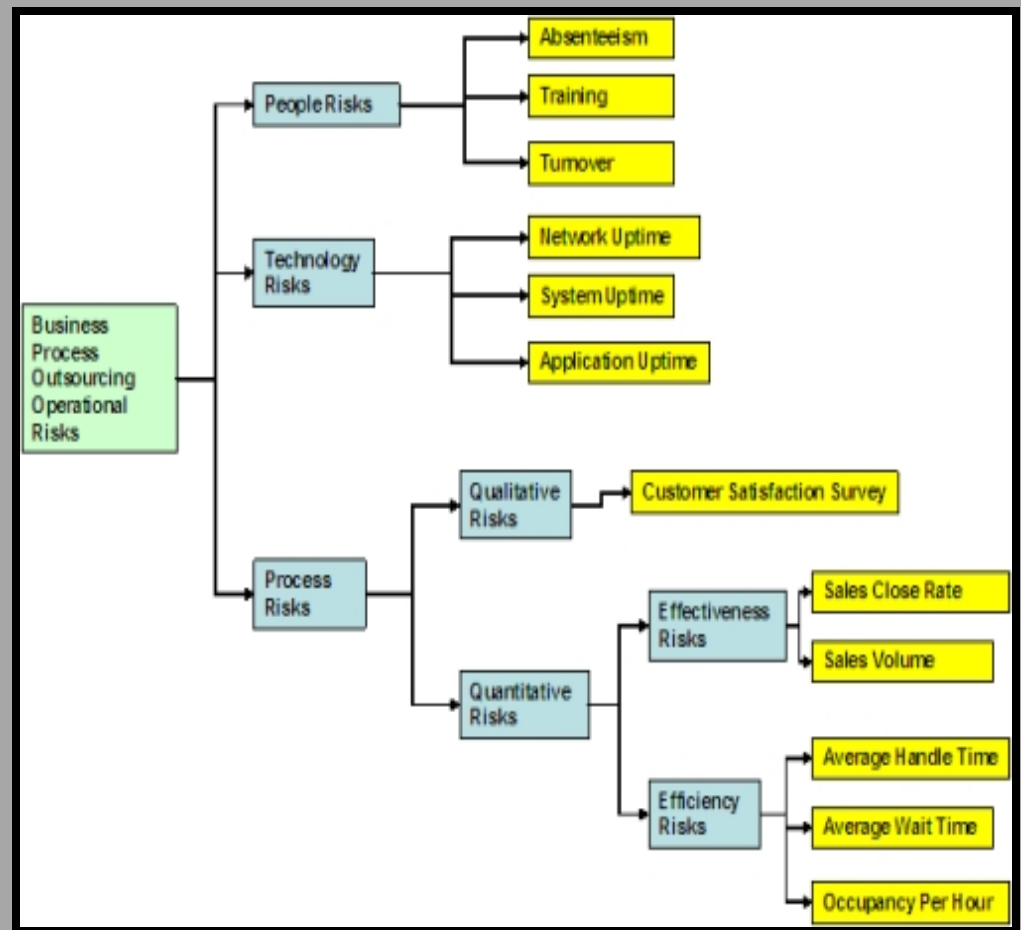 Business
Process
Outsourcing
Operational
Risks
People Risks
Absenteeism
Training
Turnover
Technology
Risks
Network Uptime
System Uptime
Application Uptime
Process
Risks
Qualitative
Risks
Customer Satisfaction Survey
Quantitative
Risks
Effectiveness
Risks
Sales Close Rate
Sales Volume
Efficiency
Risks
Average Handle Time
Average Wait Time
Occupancy Per Hour